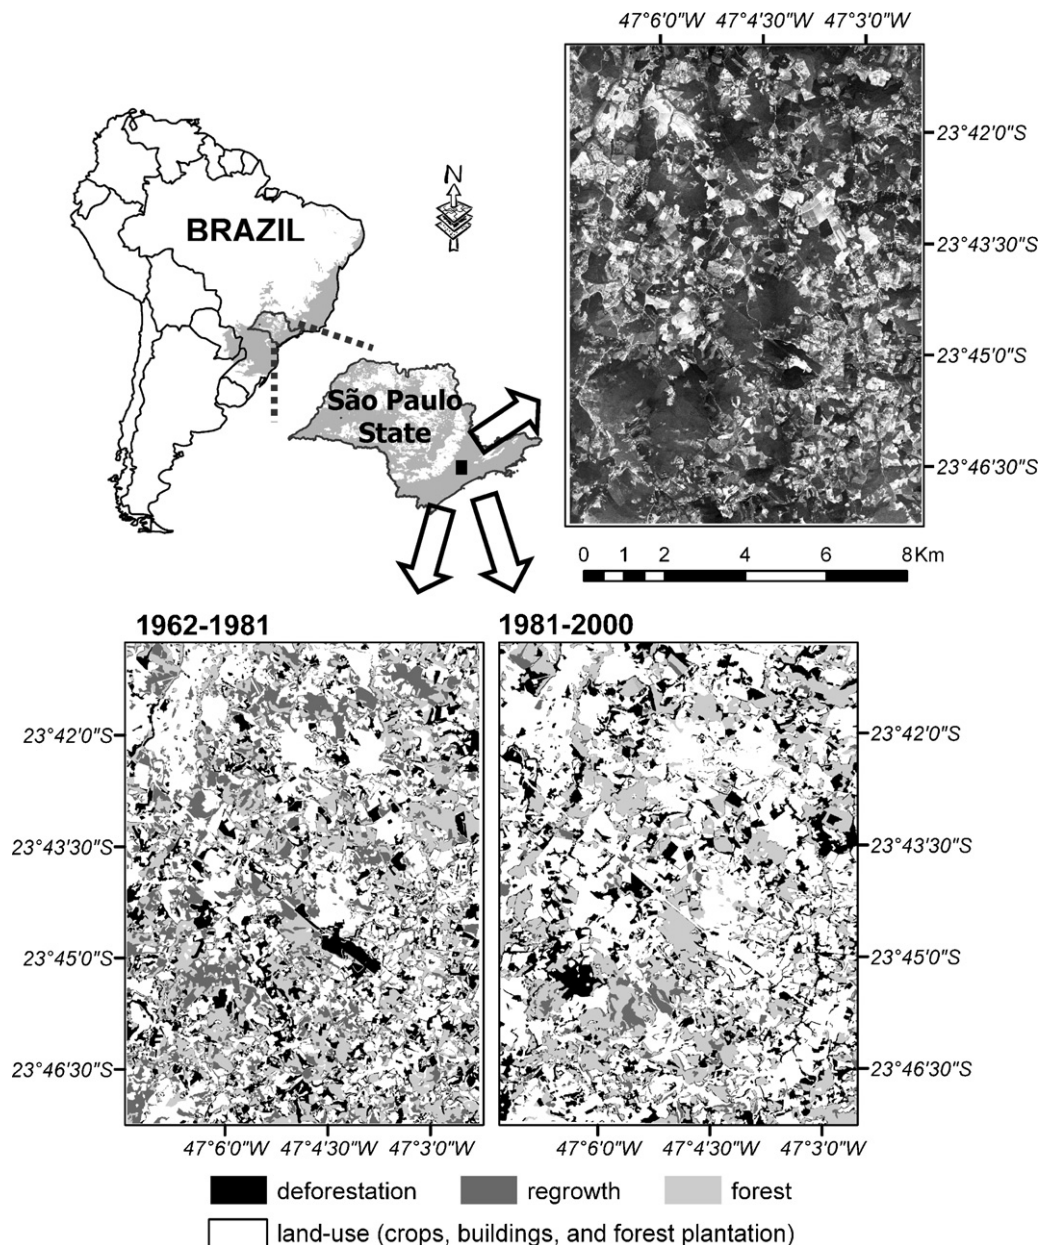 47°6'0"W 47°4'30"W 47°3'0"W
23°42'0"S
23°43'30"S
23°45'0"S
23°46'30"S
N
BRAZIL
São Paulo
State
0 1 2 4 6 8 Km
1962-1981
1981-2000
23°42'0"S
23°43'30"S
23°45'0"S
23°46'30"S
23°42'0"S
23°43'30"S
23°45'0"S
23°46'30"S
47°6'0"W 47°4'30"W 47°3'0"W
47°6'0"W 47°4'30"W 47°3'0"W
deforestation regrowth forest
land-use (crops, buildings, and forest plantation)